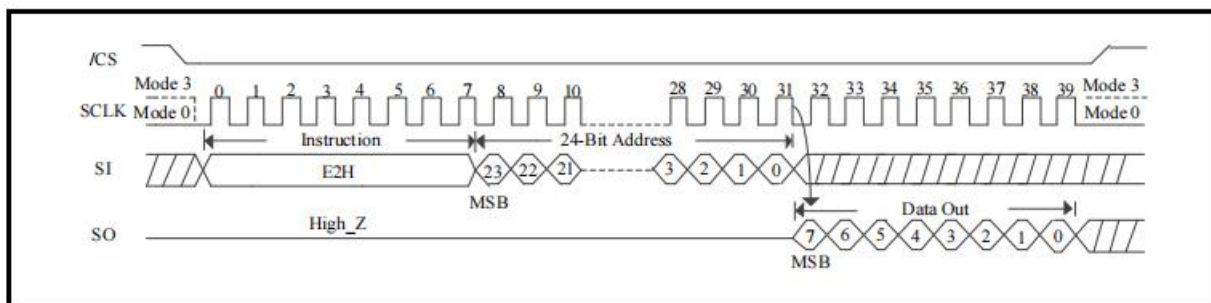 /CS
Mode 3 0 1 2 3 4 5 6 7 8 9 10 28 29 30 31 32 33 34 35 36 37 38 39 Mode 3
SCLK Mode 0 Mode 0
Instruction 24-Bit Address
SI E2H 23 22 21 3 2 1 0
MSB Data Out
SO High_Z 7 6 5 4 3 2 1 0
MSB